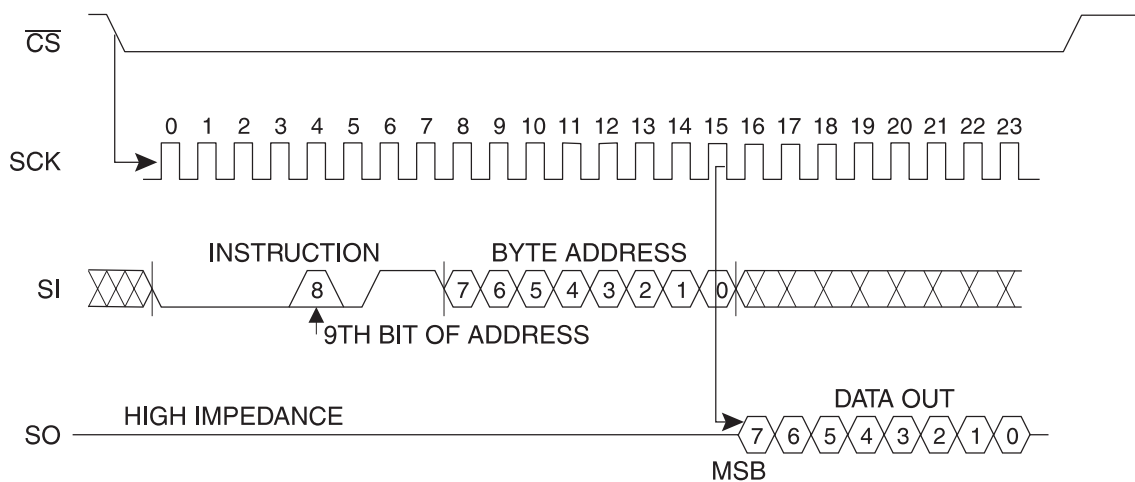 CS
0 1 2 3 4 5 6 7 8 9 10 11 12 13 14 15 16 17 18 19 20 21 22 23
SCK
INSTRUCTION BYTE ADDRESS
SI 8 7 6 5 4 3 2 1 0
9TH BIT OF ADDRESS
HIGH IMPEDANCE DATA OUT
SO 7 6 5 4 3 2 1 0
MSB